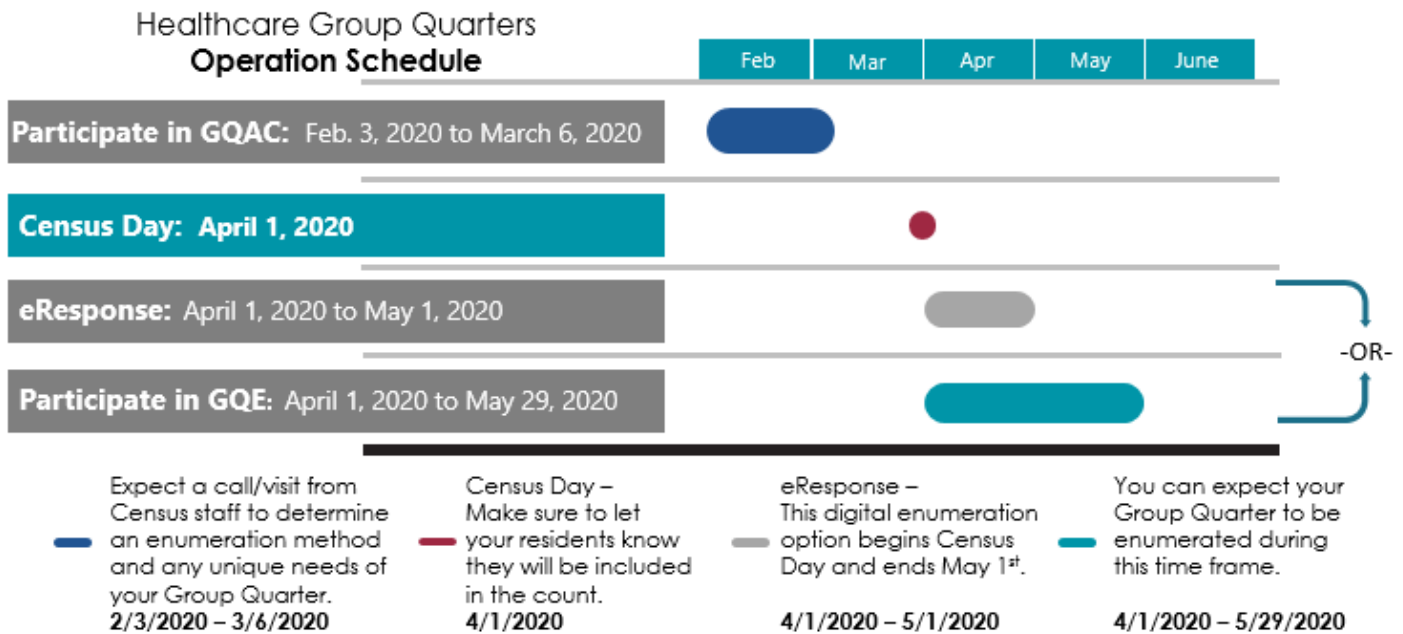 Healthcare Group Quarters
Operation Schedule
Feb Mar Apr May June
Participate in GQAC: Feb. 3, 2020 to March 6, 2020
Census Day: April 1, 2020
eResponse: April 1, 2020 to May 1, 2020
-OR-
Participate in GQE: April 1, 2020 to May 29, 2020
Expect a call/visit from
Census staff to determine
an enumeration method
and any unique needs of
your Group Quarter.
2/3/2020 – 3/6/2020
Census Day –
Make sure to let
your residents know
they will be included
in the count.
4/1/2020
eResponse –
This digital enumeration
option begins Census
Day and ends May 1st.
4/1/2020 – 5/1/2020
You can expect your
Group Quarter to be
enumerated during
this time frame.
4/1/2020 – 5/29/2020